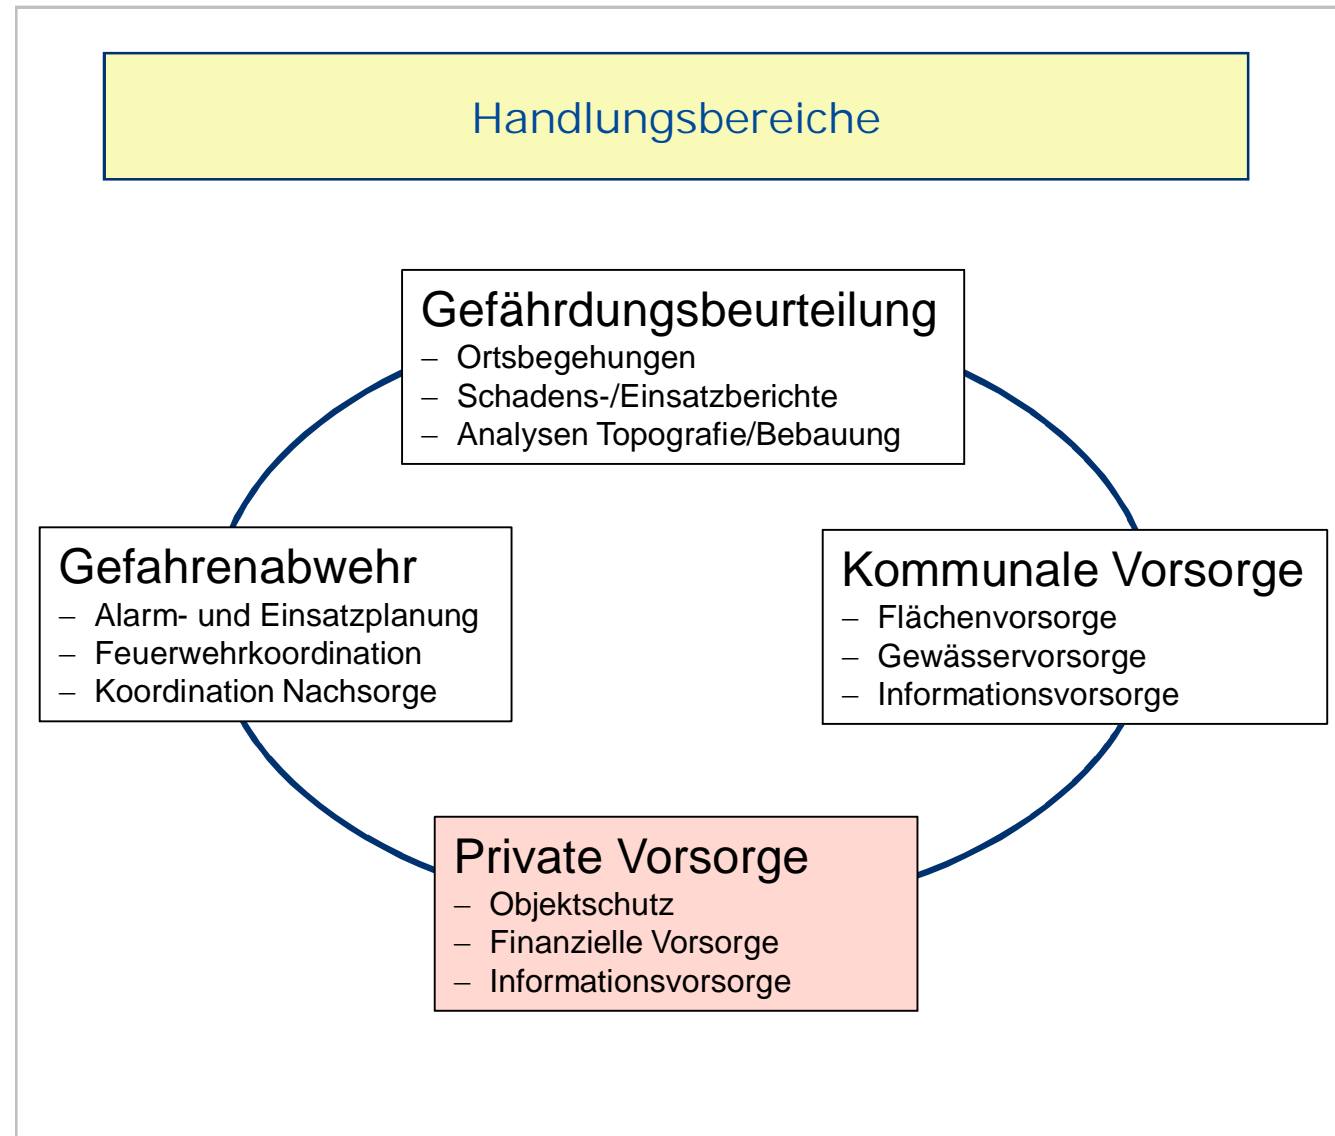 Handlungsbereiche
Gefährdungsbeurteilung
– Ortsbegehungen
– Schadens-/Einsatzberichte
– Analysen Topografie/Bebauung
Gefahrenabwehr
– Alarm- und Einsatzplanung
– Feuerwehrkoordination
– Koordination Nachsorge
Kommunale Vorsorge
– Flächenvorsorge
– Gewässervorsorge
– Informationsvorsorge
Private Vorsorge
– Objektschutz
– Finanzielle Vorsorge
– Informationsvorsorge